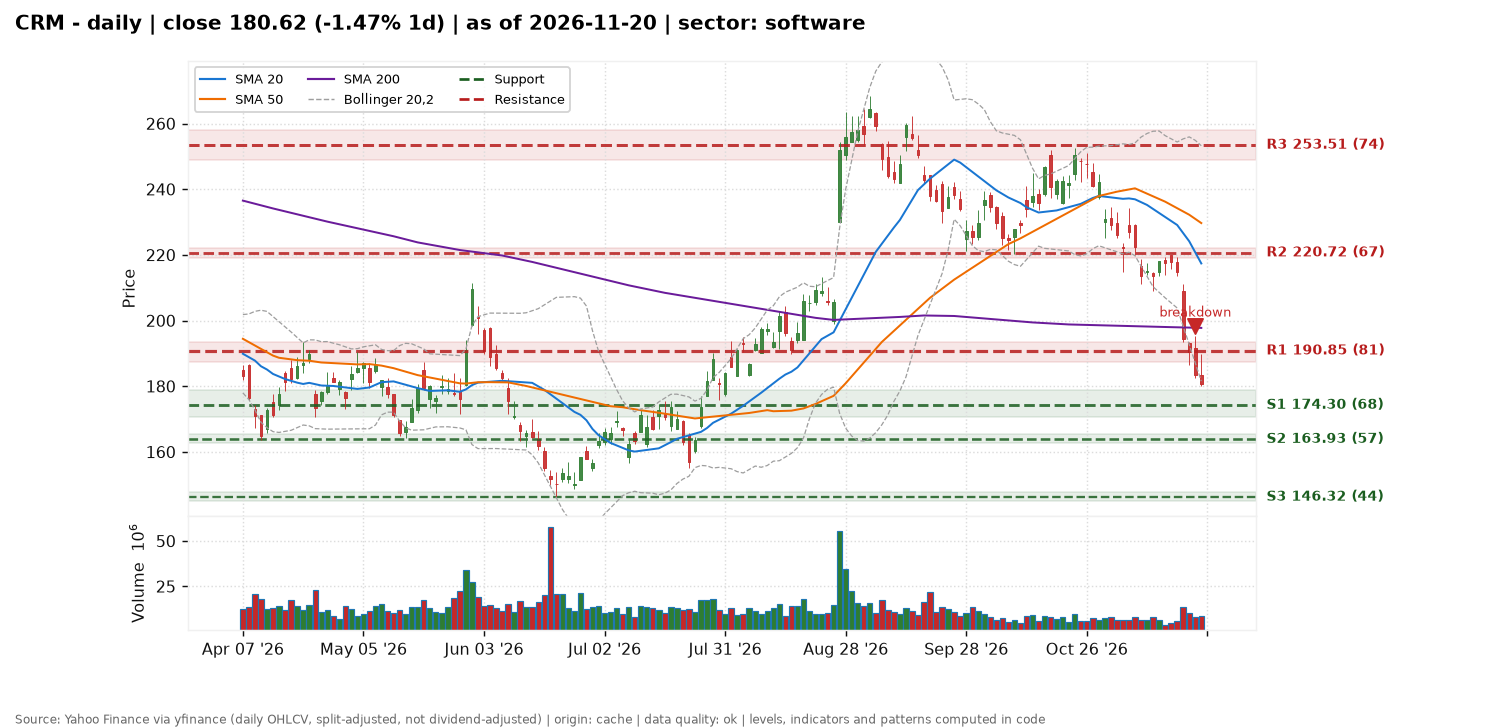 CRM - daily | close 180.62 (-1.47% 1d) | as of 2026-11-20 | sector: software
SMA 20
SMA 50
SMA 200
Bollinger 20,2
Support
Resistance
Price
260
240
220
200
180
160
R3 253.51 (74)
R2 220.72 (67)
breakdown
R1 190.85 (81)
S1 174.30 (68)
S2 163.93 (57)
S3 146.32 (44)
Volume 10⁶
50
25
Apr 07 '26
May 05 '26
Jun 03 '26
Jul 02 '26
Jul 31 '26
Aug 28 '26
Sep 28 '26
Oct 26 '26
Source: Yahoo Finance via yfinance (daily OHLCV, split-adjusted, not dividend-adjusted) | origin: cache | data quality: ok | levels, indicators and patterns computed in code